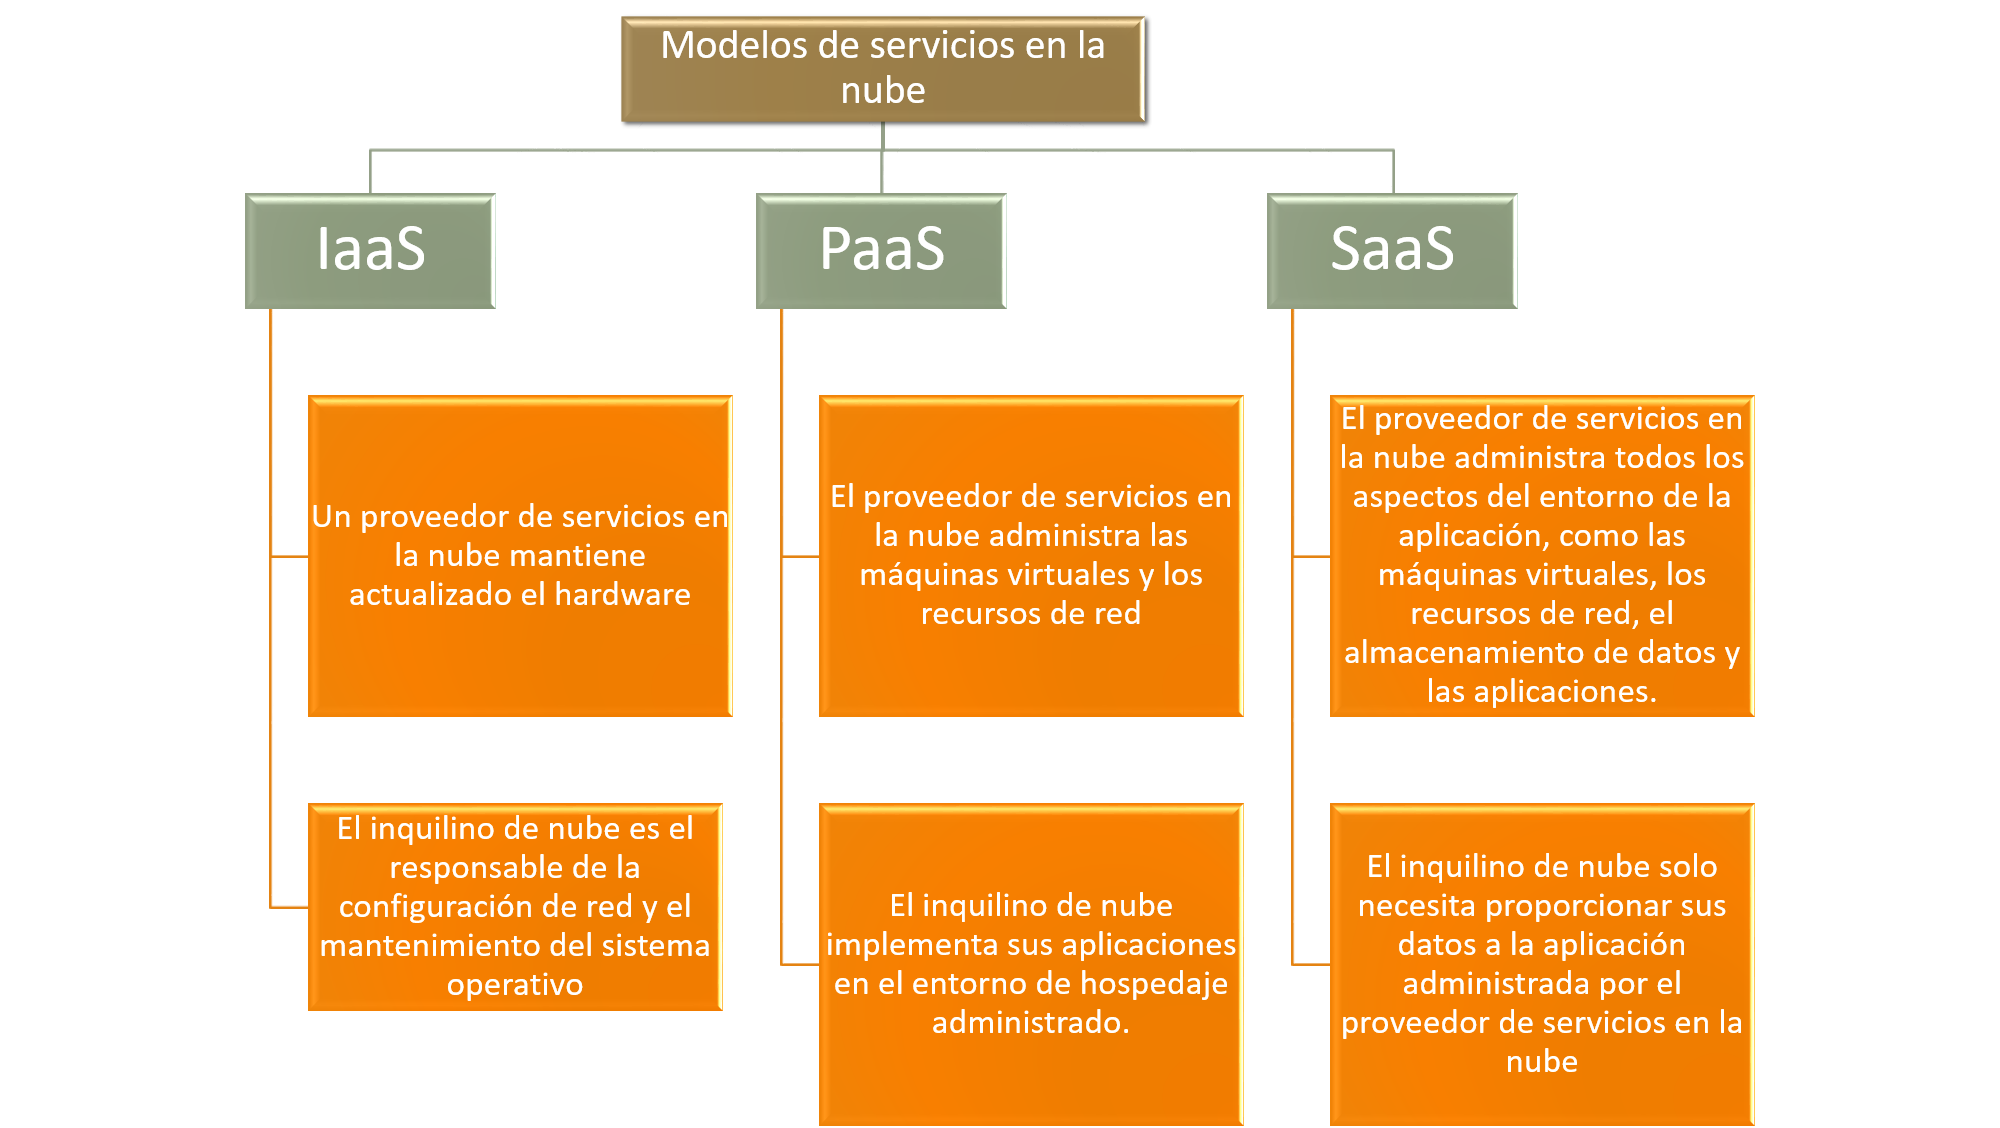 Modelos de servicios en la
nube
IaaS
PaaS
SaaS
Un proveedor de servicios en
la nube mantiene
actualizado el hardware
El proveedor de servicios en
la nube administra las
máquinas virtuales y los
recursos de red
El proveedor de servicios en
la nube administra todos los
aspectos del entorno de la
aplicación, como las
máquinas virtuales, los
recursos de red, el
almacenamiento de datos y
las aplicaciones.
El inquilino de nube es el
responsable de la
configuración de red y el
mantenimiento del sistema
operativo
El inquilino de nube
implementa sus aplicaciones
en el entorno de hospedaje
administrado.
El inquilino de nube solo
necesita proporcionar sus
datos a la aplicación
administrada por el
proveedor de servicios en la
nube